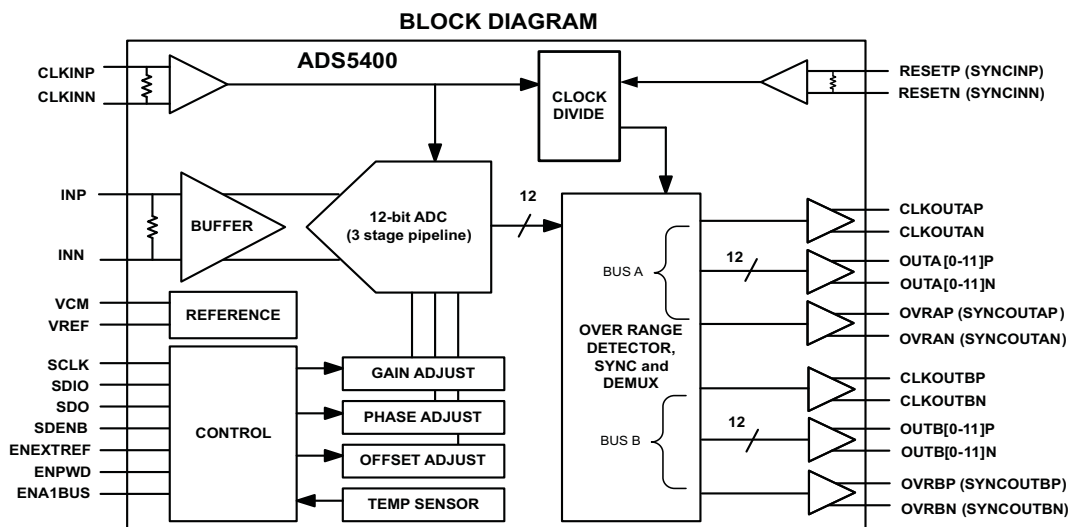 BLOCK DIAGRAM
ADS5400
CLKINP
CLKINN
CLOCK
DIVIDE
RESETP (SYNCINP)
RESETN (SYNCINN)
INP
INN
BUFFER
12-bit ADC
(3 stage pipeline)
12
VCM
VREF
REFERENCE
SCLK
SDIO
SDO
SDENB
ENEXTREF
ENPWD
ENA1BUS
CONTROL
GAIN ADJUST
PHASE ADJUST
OFFSET ADJUST
TEMP SENSOR
BUS A
OVER RANGE
DETECTOR,
SYNC and
DEMUX
BUS B
12
12
CLKOUTAP
CLKOUTAN
OUTA[0-11]P
OUTA[0-11]N
OVRAP (SYNCOUTAP)
OVRAN (SYNCOUTAN)
CLKOUTBP
CLKOUTBN
OUTB[0-11]P
OUTB[0-11]N
OVRBP (SYNCOUTBP)
OVRBN (SYNCOUTBN)